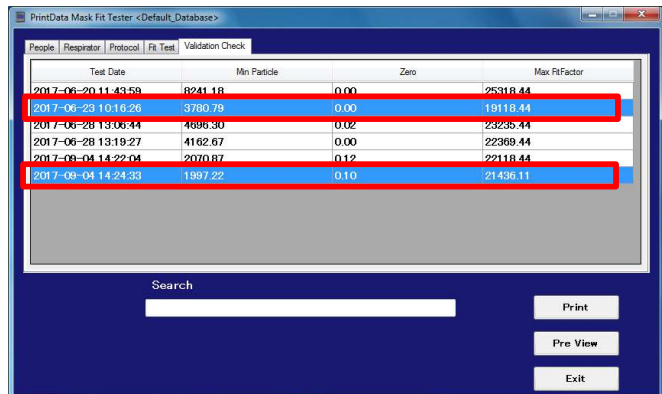 PrintData Mask Fit Tester <Default_Database>
People Respirator Protocol Fit Test Validation Check
Test Date Min Particle Zero Max FitFactor
2017-06-20 11:43:59 8241.18 0.00 25318.44
2017-06-23 10:16:26 3780.79 0.00 19118.44
2017-06-28 13:06:44 4696.30 0.02 23235.44
2017-06-28 13:19:27 4162.67 0.00 22369.44
2017-09-04 14:22:04 2070.87 0.12 22118.44
2017-09-04 14:24:33 1997.22 0.10 21436.11
Search
Print
Pre View
Exit